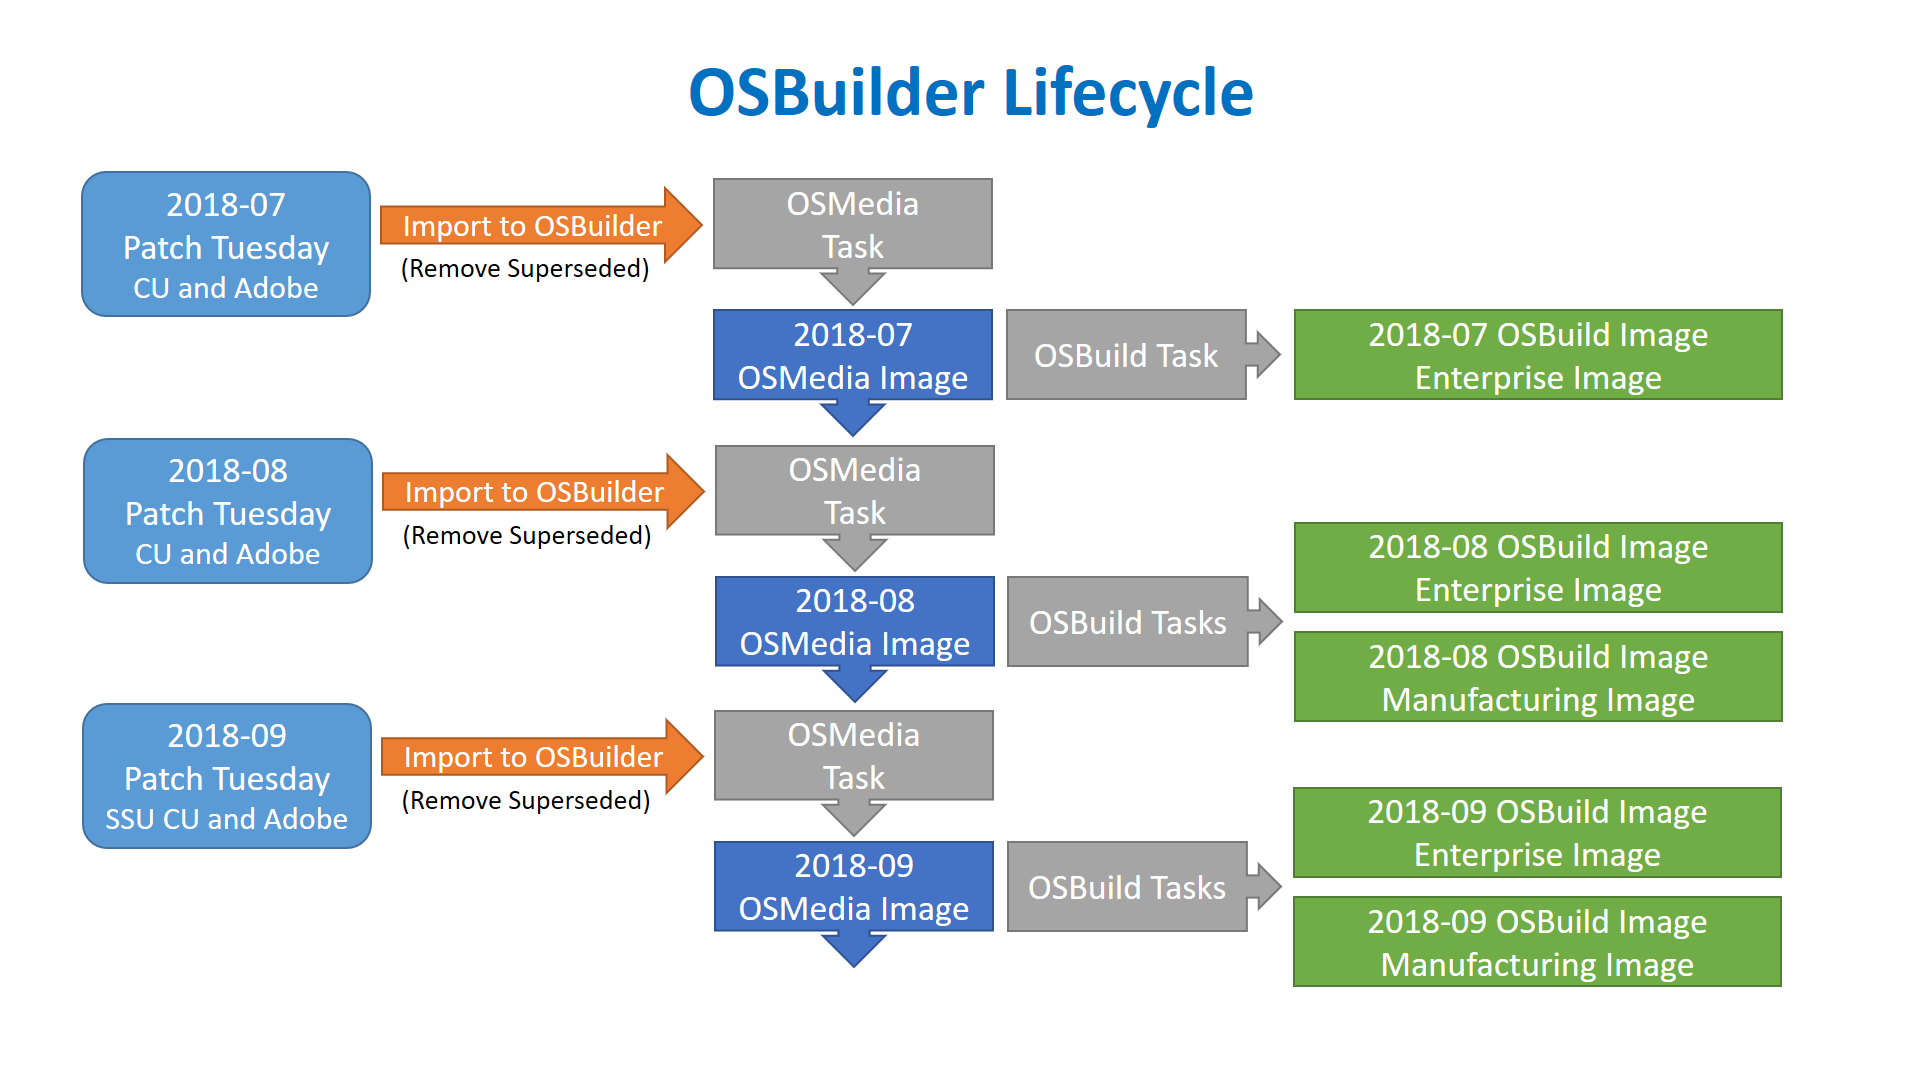 OSBuilder Lifecycle
2018-07
Patch Tuesday
CU and Adobe
Import to OSBuilder
(Remove Superseded)
OSMedia
Task
2018-07
OSMedia Image
OSBuild Task
2018-07 OSBuild Image
Enterprise Image
2018-08
Patch Tuesday
CU and Adobe
Import to OSBuilder
(Remove Superseded)
OSMedia
Task
2018-08
OSMedia Image
OSBuild Tasks
2018-08 OSBuild Image
Enterprise Image
2018-08 OSBuild Image
Manufacturing Image
2018-09
Patch Tuesday
SSU CU and Adobe
Import to OSBuilder
(Remove Superseded)
OSMedia
Task
2018-09
OSMedia Image
OSBuild Tasks
2018-09 OSBuild Image
Enterprise Image
2018-09 OSBuild Image
Manufacturing Image